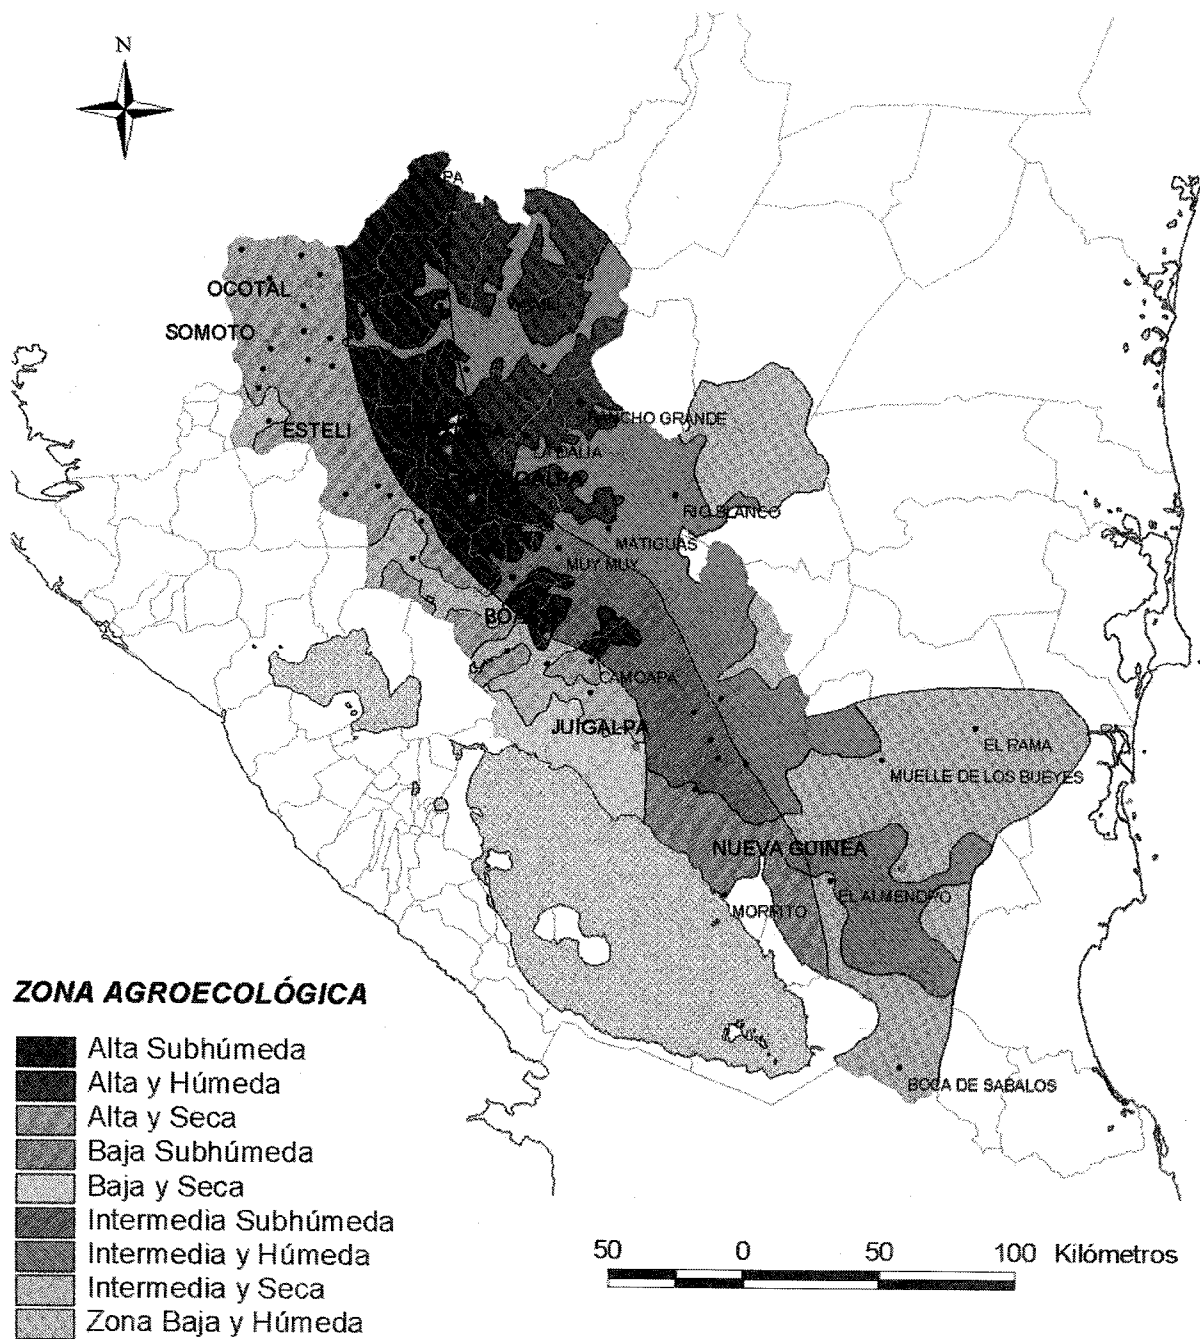 N
OCOTAL
SOMOTO
ESTELI
RANCHO GRANDE
LA DALIA
RIO BLANCO
MATIGUAS
MUY MUY
CAMOAPA
JUIGALPA
EL RAMA
MUELLE DE LOS BUEYES
NUEVA GUINEA
EL ALMENDRO
MORRITO
BOCA DE SABALOS
ZONA AGROECOLÓGICA
Alta Subhúmeda
Alta y Húmeda
Alta y Seca
Baja Subhúmeda
Baja y Seca
Intermedia Subhúmeda
Intermedia y Húmeda
Intermedia y Seca
Zona Baja y Húmeda
50 0 50 100 Kilómetros